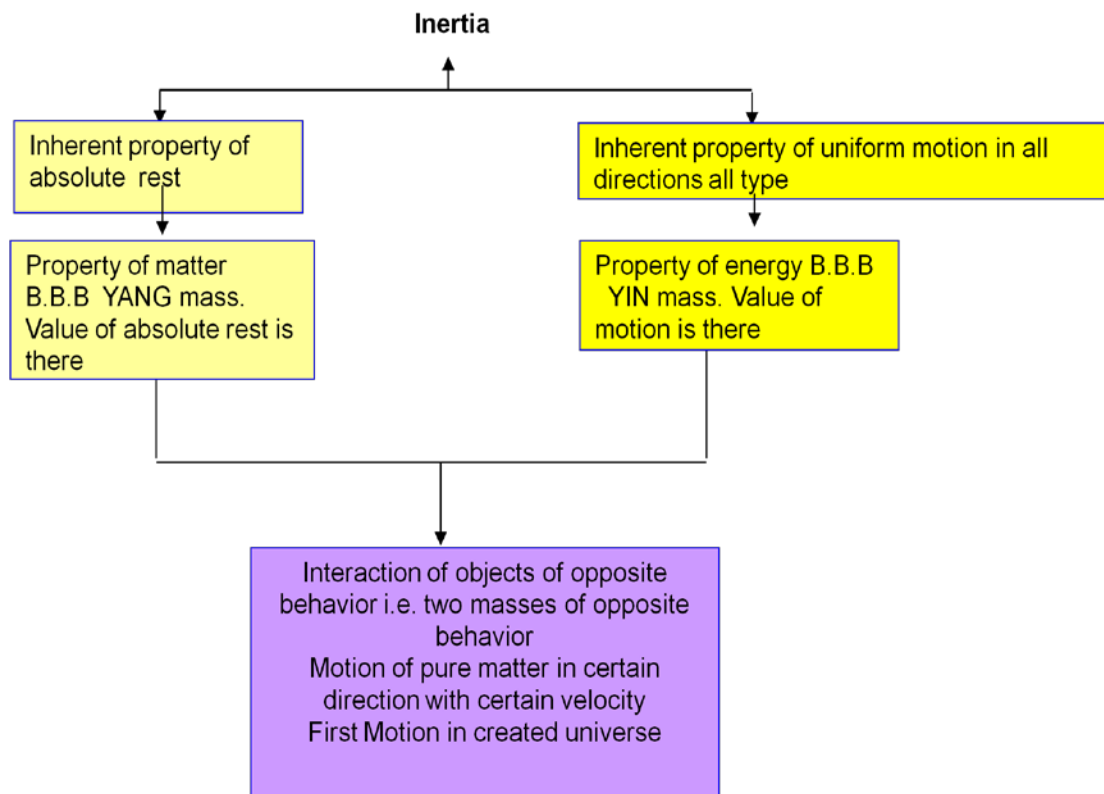 Inertia
Inherent property of
absolute rest
Inherent property of uniform motion in all
directions all type
Property of matter
B.B.B YANG mass.
Value of absolute rest is
there
Property of energy B.B.B
YIN mass. Value of
motion is there
Interaction of objects of opposite
behavior i.e. two masses of opposite
behavior
Motion of pure matter in certain
direction with certain velocity
First Motion in created universe